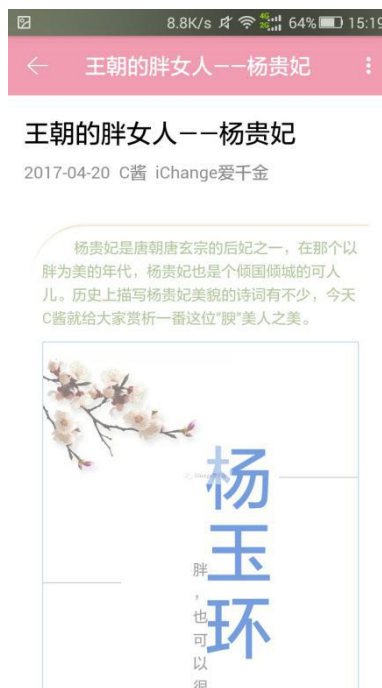 8.8K/s 4G 2G 64% 15:19
王朝的胖女人——杨贵妃
王朝的胖女人——杨贵妃
2017-04-20 C酱 iChange爱千金
杨贵妃是唐朝唐玄宗的后妃之一，在那个以
胖为美的年代，杨贵妃也是个倾国倾城的可人
儿。历史上描写杨贵妃美貌的诗词有不少，今天
C酱就给大家赏析一番这位“腴”美人之美。
杨玉环
胖，也可以很